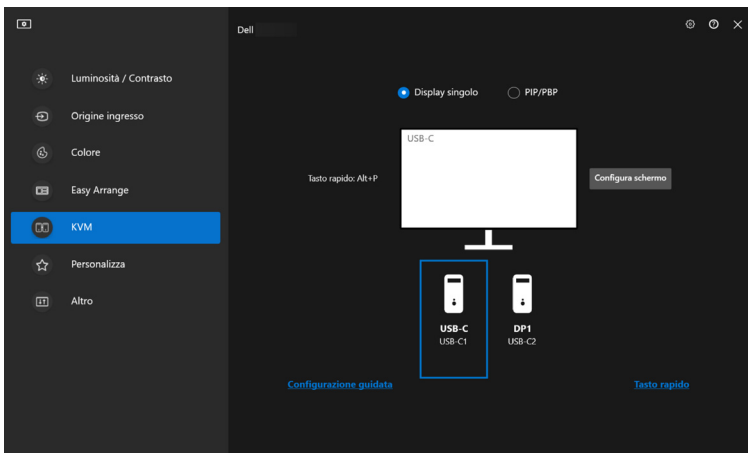 Dell
Luminosità / Contrasto
Origine ingresso
Colore
Easy Arrange
KVM
Personalizza
Altro
Display singolo
PIP/PBP
USB-C
Tasto rapido: Alt+P
Configura schermo
USB-C
USB-C1
DP1
USB-C2
Configurazione guidata
Tasto rapido